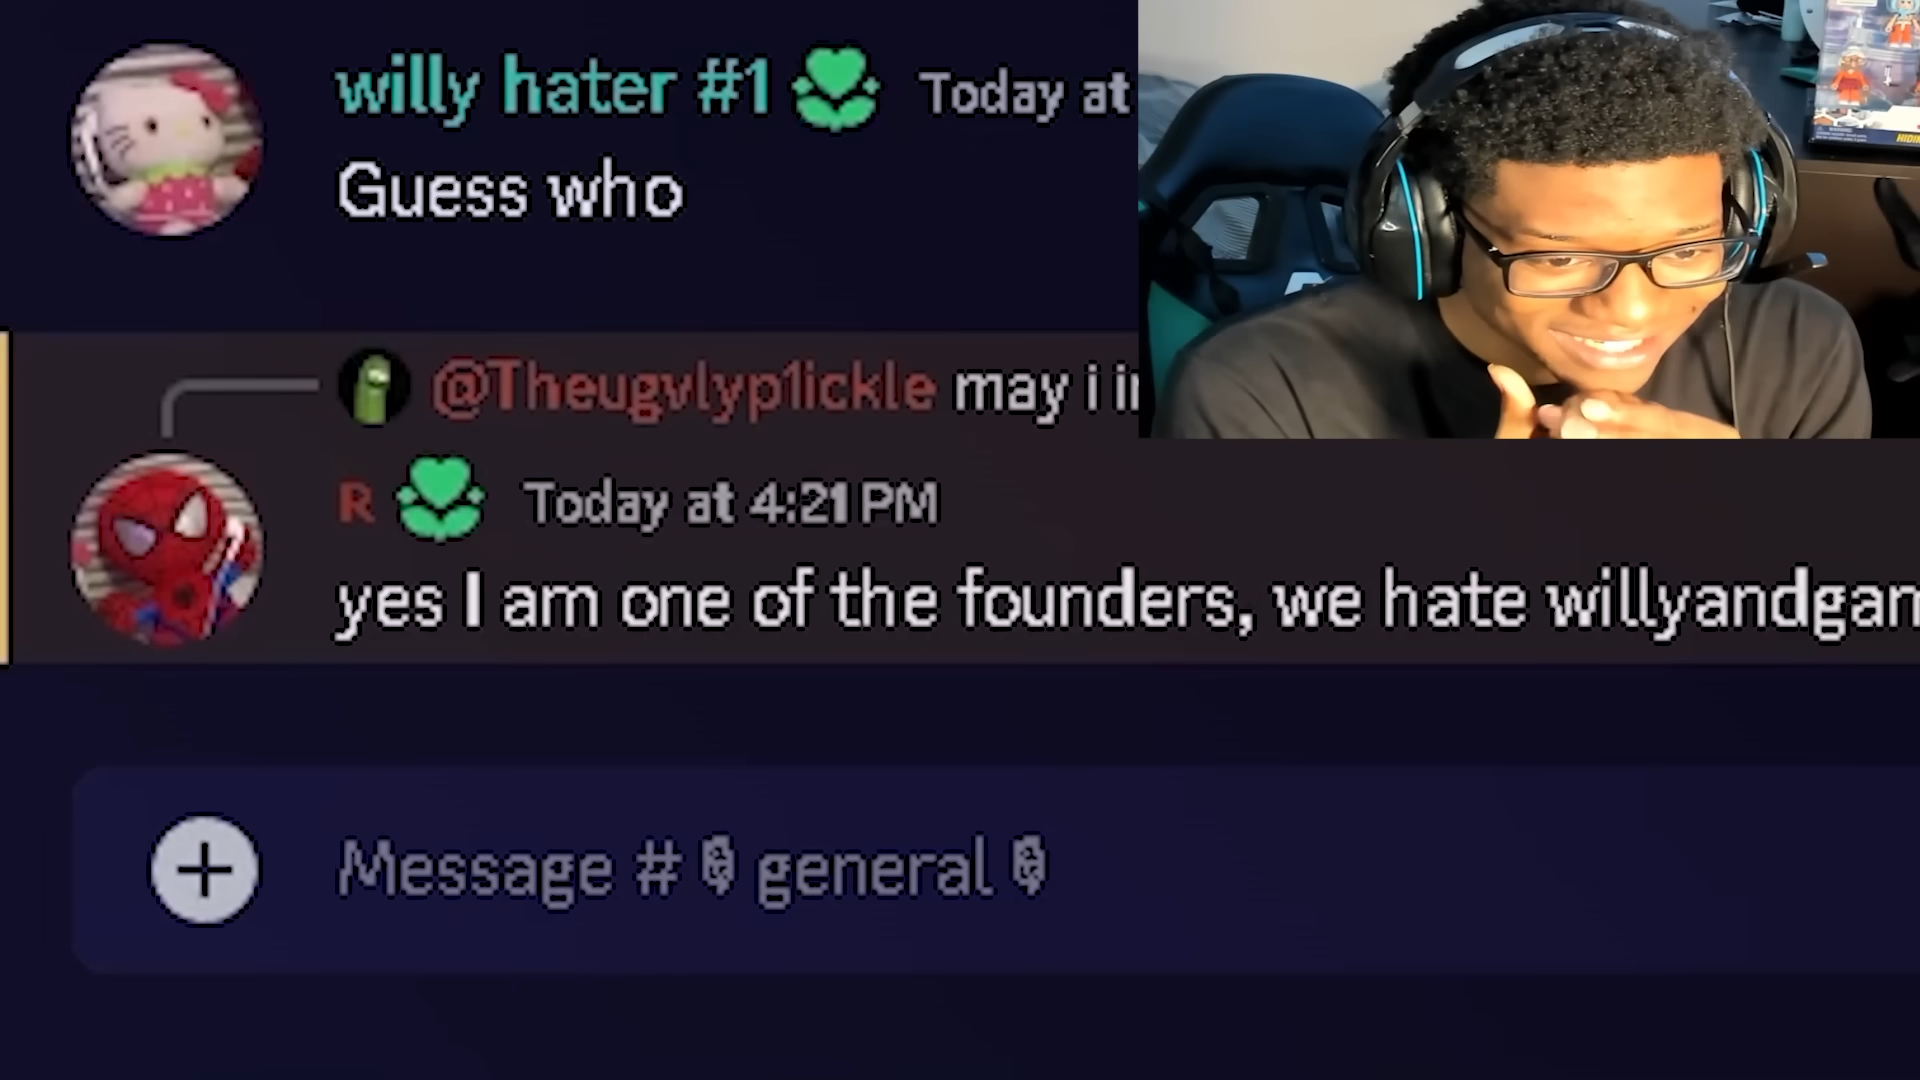 willy hater #1 Today at
Guess who
@Theugvlyp1ickle may i
R Today at 4:21 PM
yes I am one of the founders, we hate willyandgam
Message # general